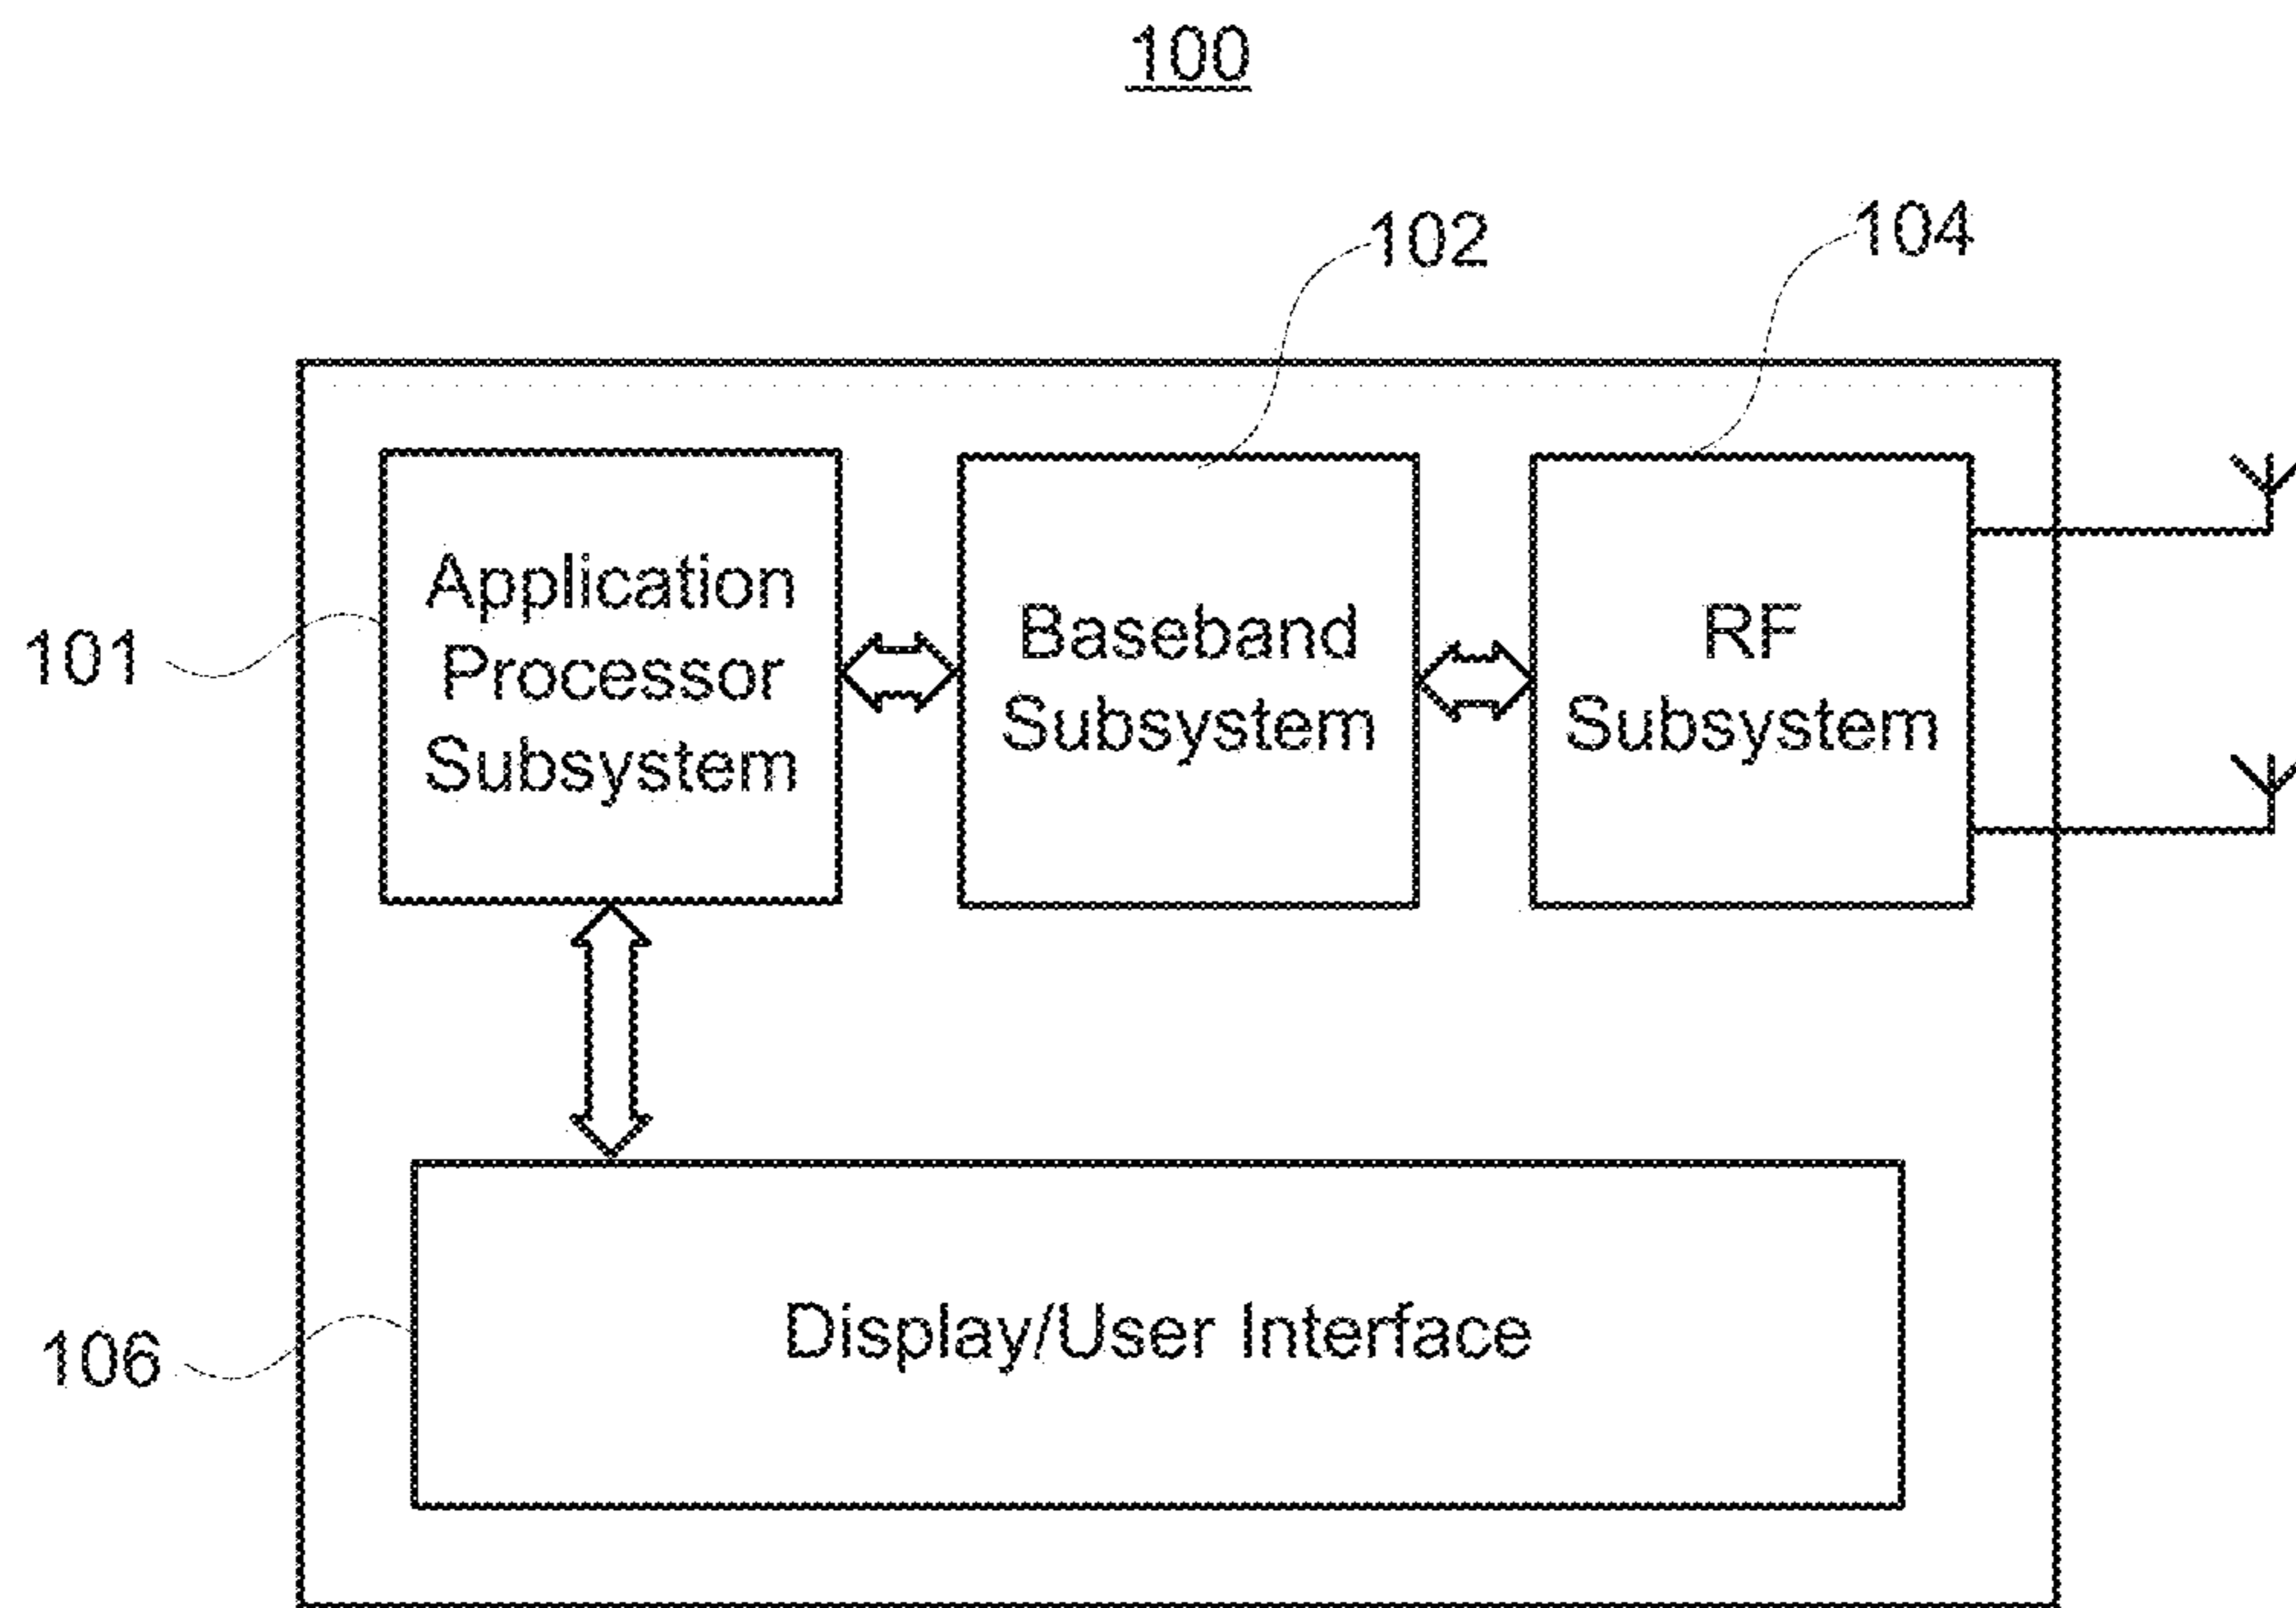 100
102
104
101
Application
Processor
Subsystem
Baseband
Subsystem
RF
Subsystem
106
Display/User Interface